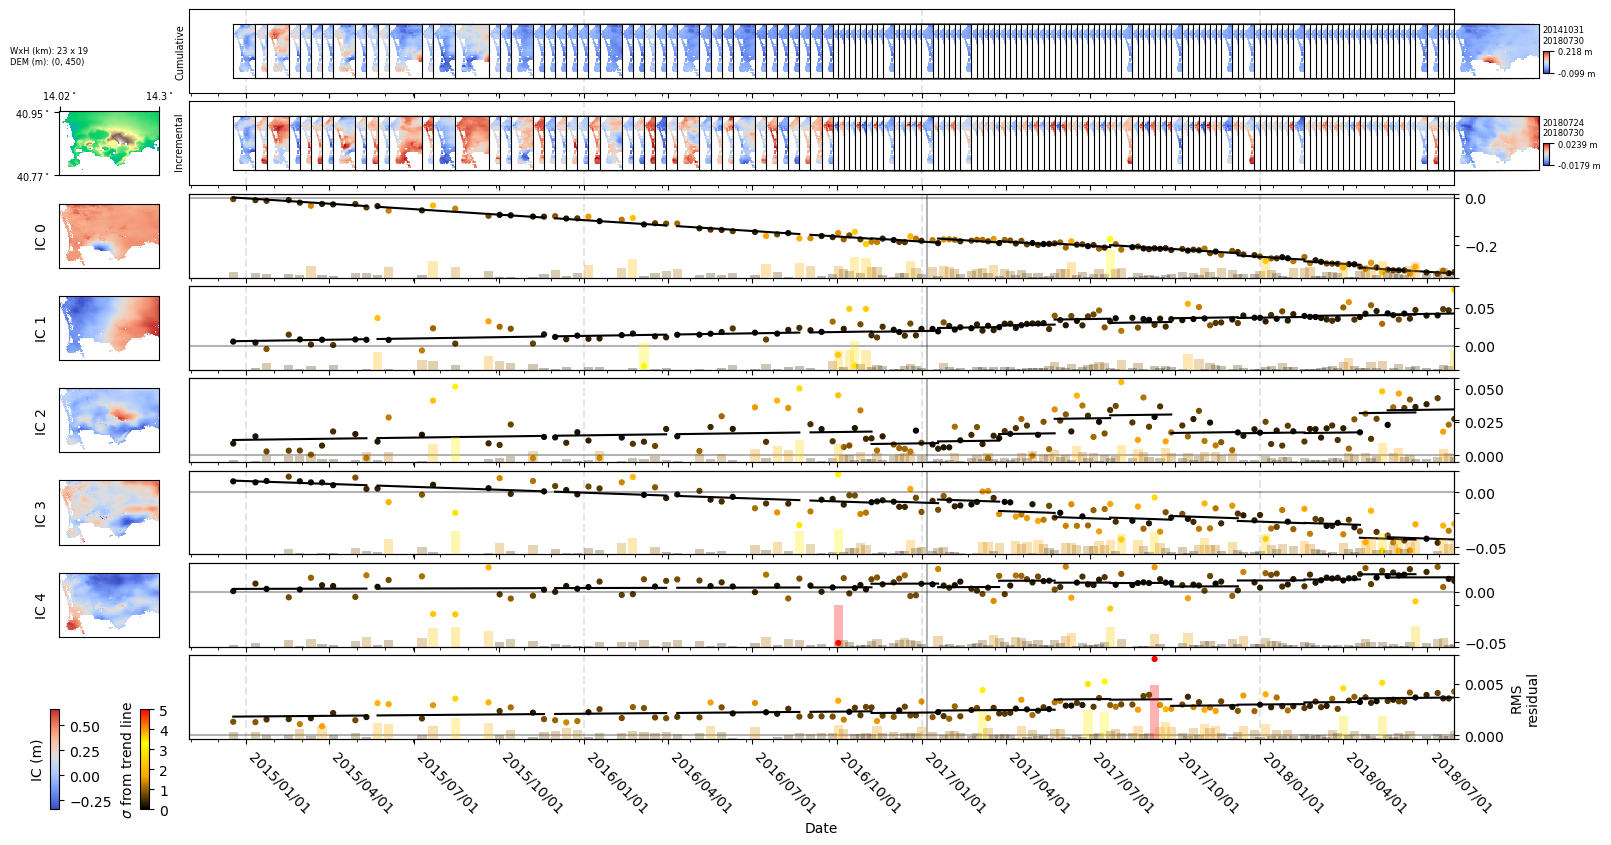 WxH (km): 23 x 19
DEM (m): (0, 450)
Cumulative
20141031
20180730
0.218 m
-0.099 m
14.02°
14.3°
40.95°
40.77°
Incremental
20180724
20180730
0.0239 m
-0.0179 m
IC 0
0.0
−0.2
IC 1
0.05
0.00
IC 2
0.050
0.025
0.000
IC 3
0.00
−0.05
IC 4
0.00
−0.05
0.005
0.000
RMS
residual
IC (m)
0.50
0.25
0.00
−0.25
σ from trend line
5
4
3
2
1
0
2015/01/01
2015/04/01
2015/07/01
2015/10/01
2016/01/01
2016/04/01
2016/07/01
2016/10/01
2017/01/01
2017/04/01
2017/07/01
2017/10/01
2018/01/01
2018/04/01
2018/07/01
Date